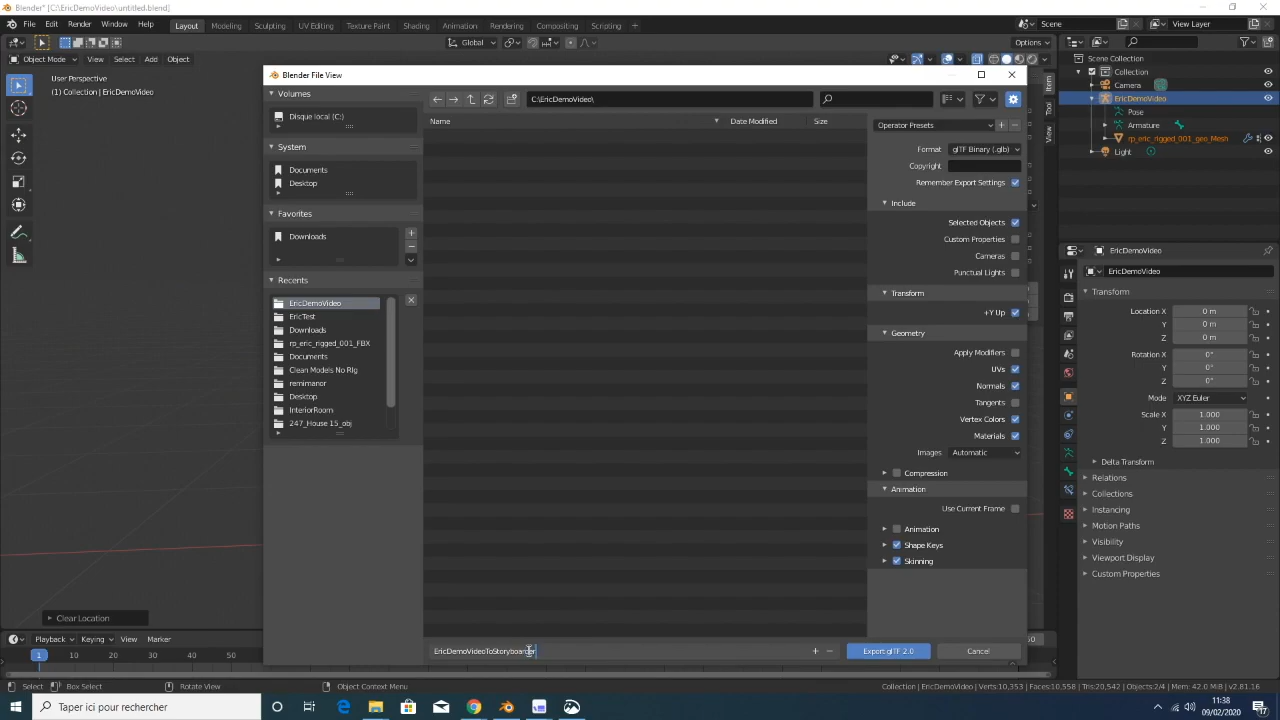 Blender* [C:\EricDemoVideo\untitled.blend]
File Edit Render Window Help Layout Modeling Sculpting UV Editing Texture Paint Shading Animation Rendering Compositing Scripting Scene View Layer
Global Options
Object Mode View Select Add Object
User Perspective
(1) Collection | EricDemoVideo
Blender File View
Volumes
Disque local (C:)
System
Documents
Desktop
Favorites
Downloads
Recents
EricDemoVideo
EricTest
Downloads
rp_eric_rigged_001_FBX
Documents
Clean Models No RIg
remimanor
Desktop
InteriorRoom
247_House 15_obj
C:\EricDemoVideo\
Name Date Modified Size
EricDemoVideoToStoryboarder
Operator Presets
Format glTF Binary (.glb)
Copyright
Remember Export Settings
Include
Selected Objects
Custom Properties
Cameras
Punctual Lights
Transform
+Y Up
Geometry
Apply Modifiers
UVs
Normals
Tangents
Vertex Colors
Materials
Images Automatic
Compression
Animation
Use Current Frame
Animation
Shape Keys
Skinning
Export glTF 2.0 Cancel
Item
Tool
View
Scene Collection
Collection
Camera
EricDemoVideo
Pose
Armature
rp_eric_rigged_001_geo_Mesh
Light
EricDemoVideo
EricDemoVideo
Transform
Location X 0 m
Y 0 m
Z 0 m
Rotation X 0°
Y 0°
Z 0°
Mode XYZ Euler
Scale X 1.000
Y 1.000
Z 1.000
Delta Transform
Relations
Collections
Instancing
Motion Paths
Visibility
Viewport Display
Custom Properties
Clear Location
Playback Keying View Marker
1 10 20 30 40 50
Select Box Select Rotate View Object Context Menu Collection | EricDemoVideo | Verts:10,353 | Faces:10,558 | Tris:20,542 | Objects:2/4 | Mem: 42.0 MiB | v2.81.16
Taper ici pour rechercher
11:38
09/02/2020